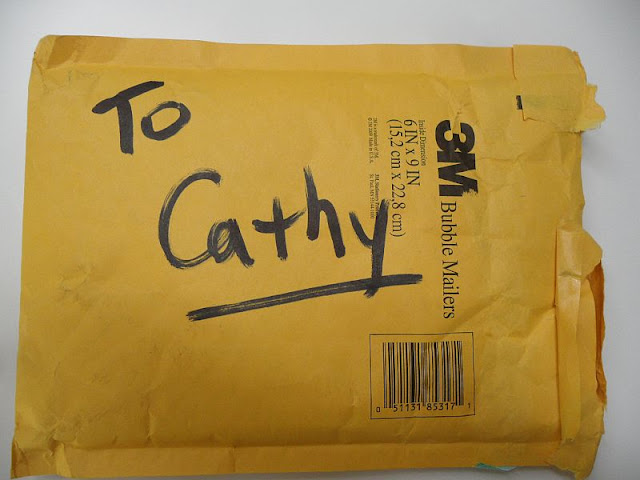 To
Cathy
3M
Bubble Mailers
Inside Dimension
6 IN x 9 IN
(15,2 cm x 22,8 cm)
0 51131 85317 1